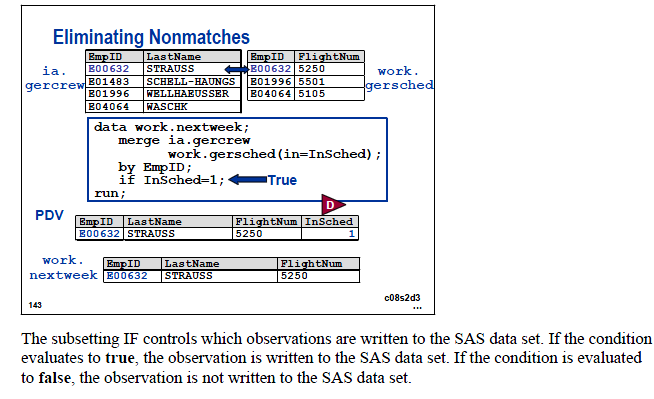 Eliminating Nonmatches
EmpID LastName
E00632 STRAUSS
E01483 SCHELL-HAUNGS
E01996 WELLHAEUSSER
E04064 WASCHK
ia.
gercrew
EmpID FlightNum
E00632 5250
E01996 5501
E04064 5105
work.
gersched
data work.nextweek;
merge ia.gercrew
work.gersched(in=InSched);
by EmpID;
if InSched=1;
True
run;
D
PDV
EmpID LastName FlightNum InSched
E00632 STRAUSS 5250 1
work.
nextweek
EmpID LastName FlightNum
E00632 STRAUSS 5250
143
c08s2d3
...
The subsetting IF controls which observations are written to the SAS data set. If the condition
evaluates to true, the observation is written to the SAS data set. If the condition is evaluated
to false, the observation is not written to the SAS data set.